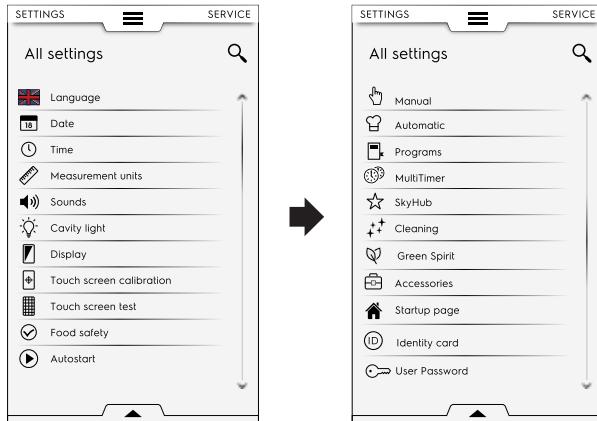 SETTINGS SERVICE
All settings
Language
18 Date
Time
Measurement units
Sounds
Cavity light
Display
Touch screen calibration
Touch screen test
Food safety
Autostart
SETTINGS SERVICE
All settings
Manual
Automatic
Programs
MultiTimer
SkyHub
Cleaning
Green Spirit
Accessories
Startup page
ID Identity card
User Password